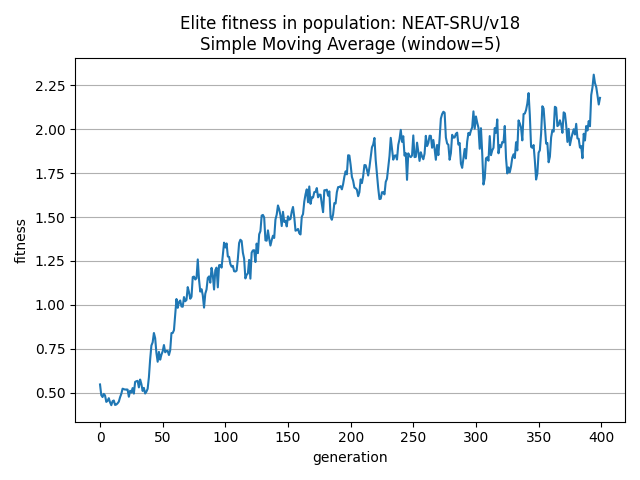 Elite fitness in population: NEAT-SRU/v18
Simple Moving Average (window=5)
2.25
2.00
1.75
1.50
1.25
1.00
0.75
0.50
fitness
0 50 100 150 200 250 300 350 400
generation